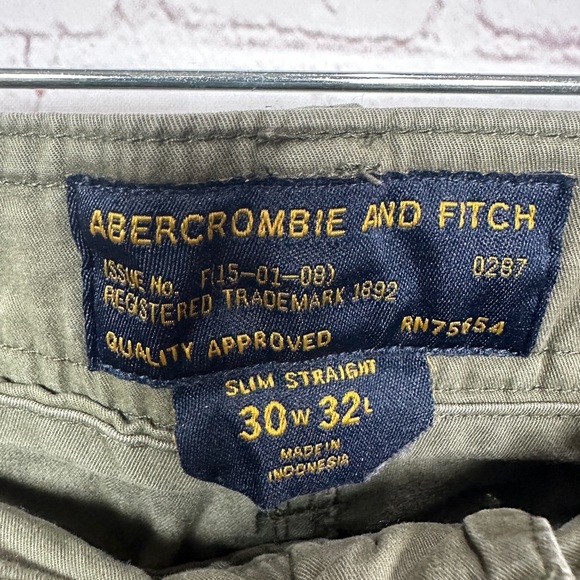 ABERCROMBIE AND FITCH
ISSUE No. F(15-01-08) 0287
REGISTERED TRADEMARK 1892
QUALITY APPROVED RN75654
SLIM STRAIGHT
30W 32L
MADE IN
INDONESIA